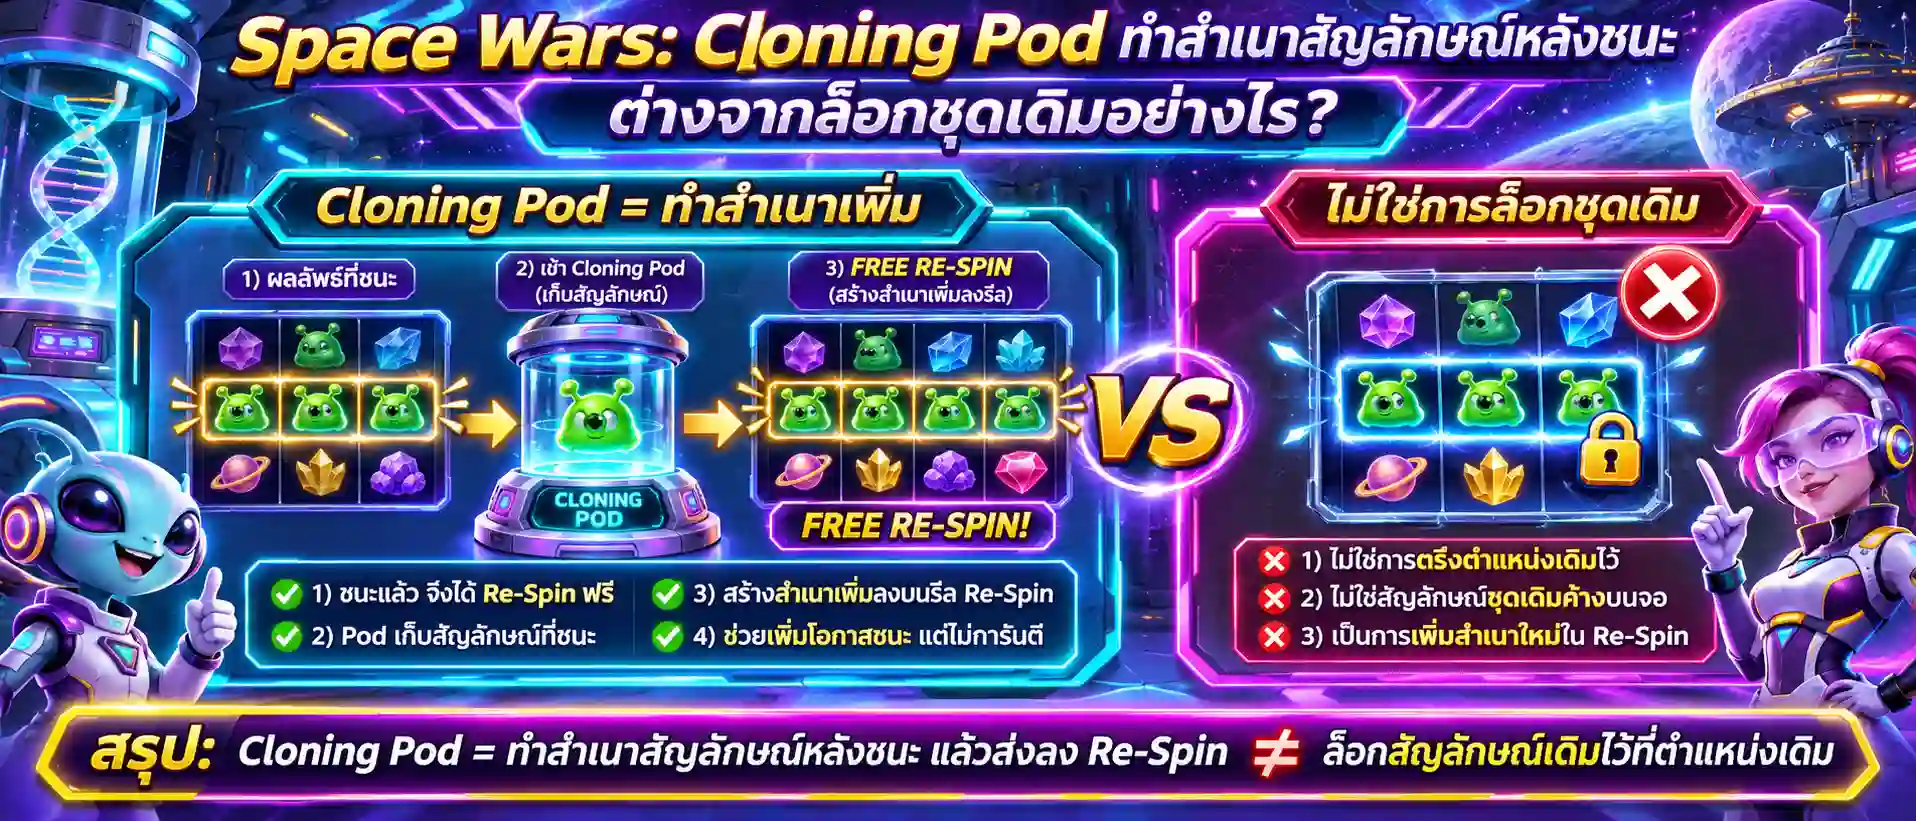 Space Wars: Cloning Pod ทำสำเนาสัญลักษณ์หลังชนะ
ต่างจากล็อกชุดเดิมอย่างไร?
Cloning Pod = ทำสำเนาเพิ่ม
1) ผลลัพธ์ที่ชนะ
2) เข้า Cloning Pod
(เก็บสัญลักษณ์)
3) FREE RE-SPIN
(สร้างสำเนาเพิ่มลงรีล)
CLONING
POD
FREE RE-SPIN!
1) ชนะแล้ว จึงได้ Re-Spin ฟรี
2) Pod เก็บสัญลักษณ์ที่ชนะ
3) สร้างสำเนาเพิ่มลงบนรีล Re-Spin
4) ช่วยเพิ่มโอกาสชนะ แต่ไม่การันตี
VS
ไม่ใช่การล็อกชุดเดิม
1) ไม่ใช่การตรึงตำแหน่งเดิมไว้
2) ไม่ใช่สัญลักษณ์ชุดเดิมค้างบนจอ
3) เป็นการเพิ่มสำเนาใหม่ใน Re-Spin
สรุป: Cloning Pod = ทำสำเนาสัญลักษณ์หลังชนะ แล้วส่งลง Re-Spin ≠ ล็อกสัญลักษณ์เดิมไว้ที่ตำแหน่งเดิม